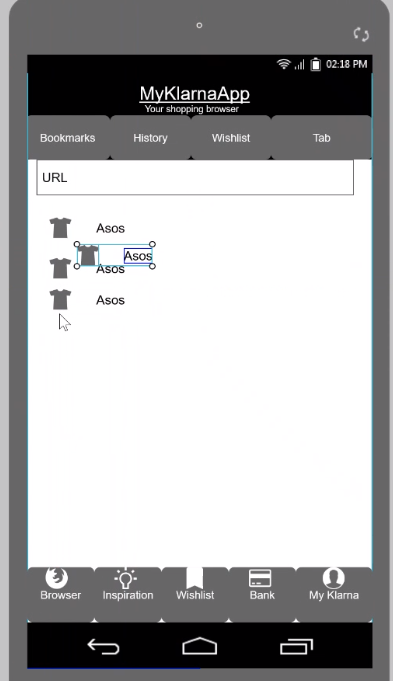 02:18 PM
MyKlarnaApp
Your shopping browser
Bookmarks History Wishlist Tab
URL
Asos
Asos
Asos
Asos
Browser Inspiration Wishlist Bank My Klarna